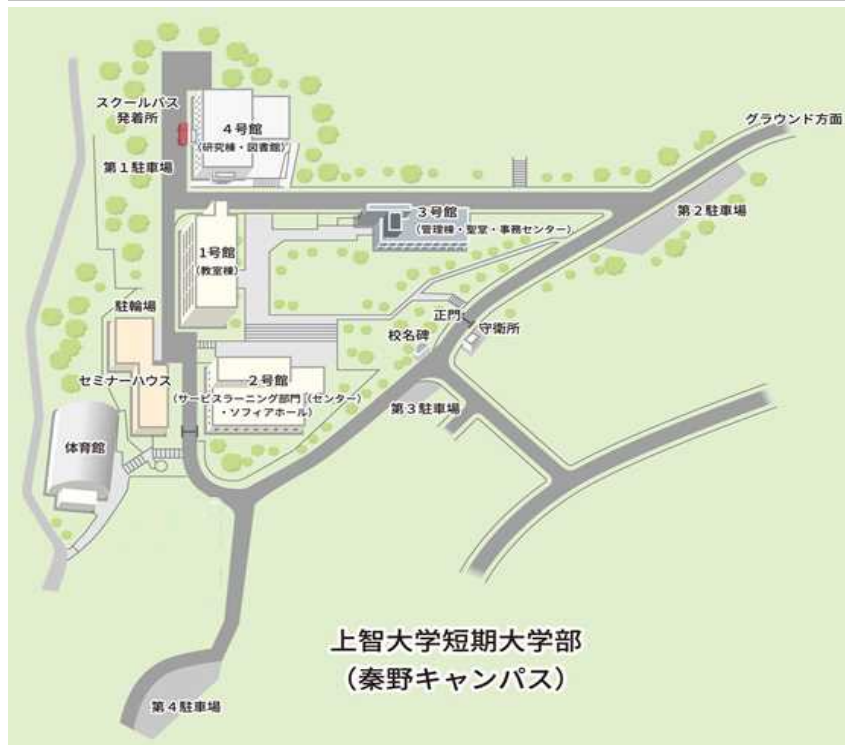 スクールバス
発着所
4号館
(研究棟・図書館)
グラウンド方面
第1駐車場
第2駐車場
3号館
(管理棟・聖堂・事務センター)
1号館
(教室棟)
駐輪場
正門
守衛所
校名碑
セミナーハウス
2号館
(サービスラーニング部門(センター)
・ソフィアホール)
第3駐車場
体育館
上智大学短期大学部
(秦野キャンパス)
第4駐車場